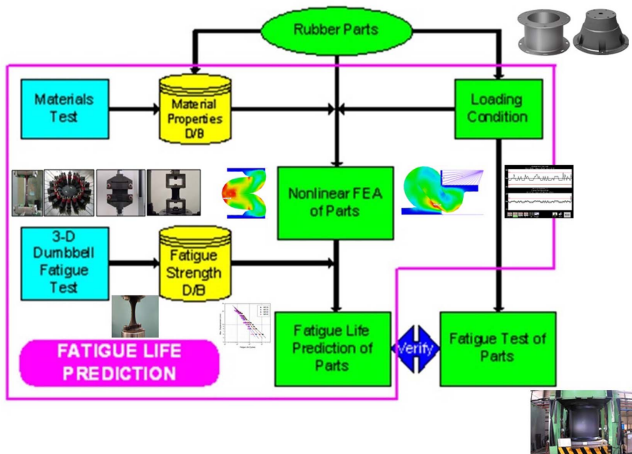 Rubber Parts
Materials
Test
Material
Properties
D/B
Loading
Condition
Nonlinear FEA
of Parts
3-D
Dumbbell
Fatigue
Test
Fatigue
Strength
D/B
FATIGUE LIFE
PREDICTION
Fatigue Life
Prediction of
Parts
Verify
Fatigue Test of
Parts